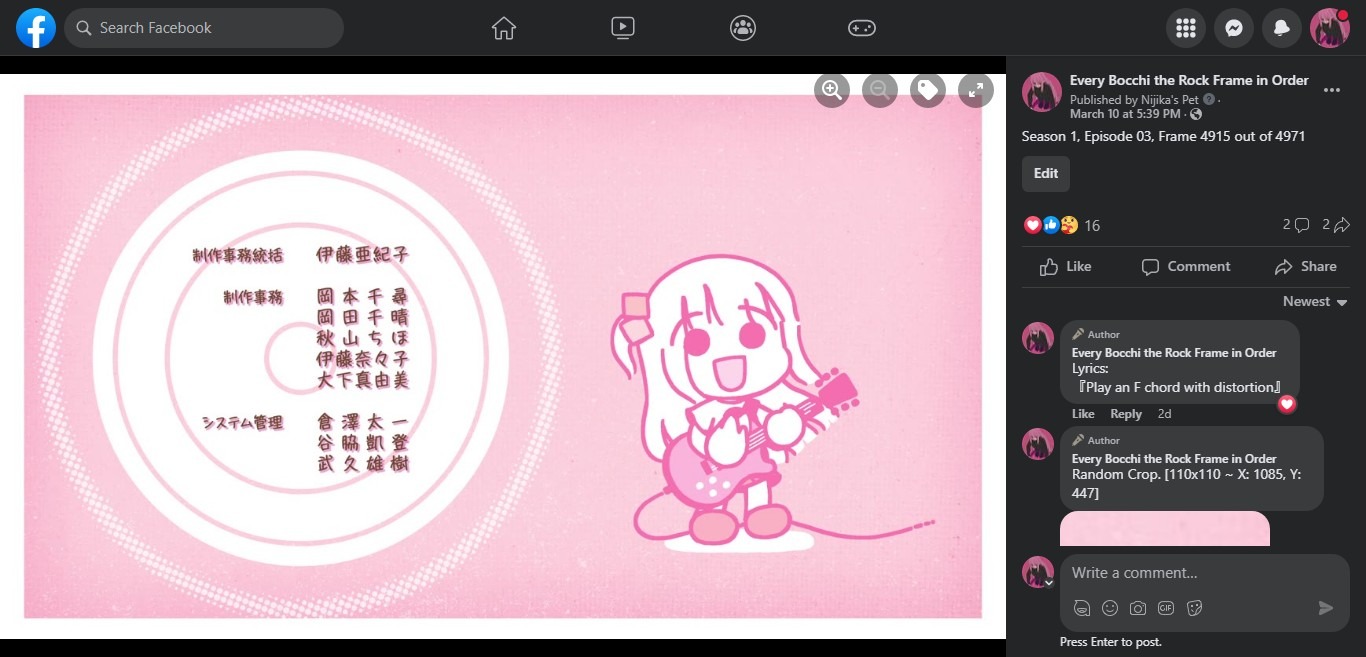 Search Facebook
制作事務統括 伊藤亜紀子
制作事務 岡本千尋
岡田千晴
秋山ちほ
伊藤奈々子
大下真由美
システム管理 倉澤太一
谷脇凱登
武久雄樹
Every Bocchi the Rock Frame in Order
Published by Nijika's Pet ·
March 10 at 5:39 PM ·
Season 1, Episode 03, Frame 4915 out of 4971
Edit
16
2
2
Like
Comment
Share
Newest
Author
Every Bocchi the Rock Frame in Order
Lyrics:
『Play an F chord with distortion』
Like Reply 2d
Author
Every Bocchi the Rock Frame in Order
Random Crop. [110x110 ~ X: 1085, Y:
447]
Write a comment...
GIF
Press Enter to post.